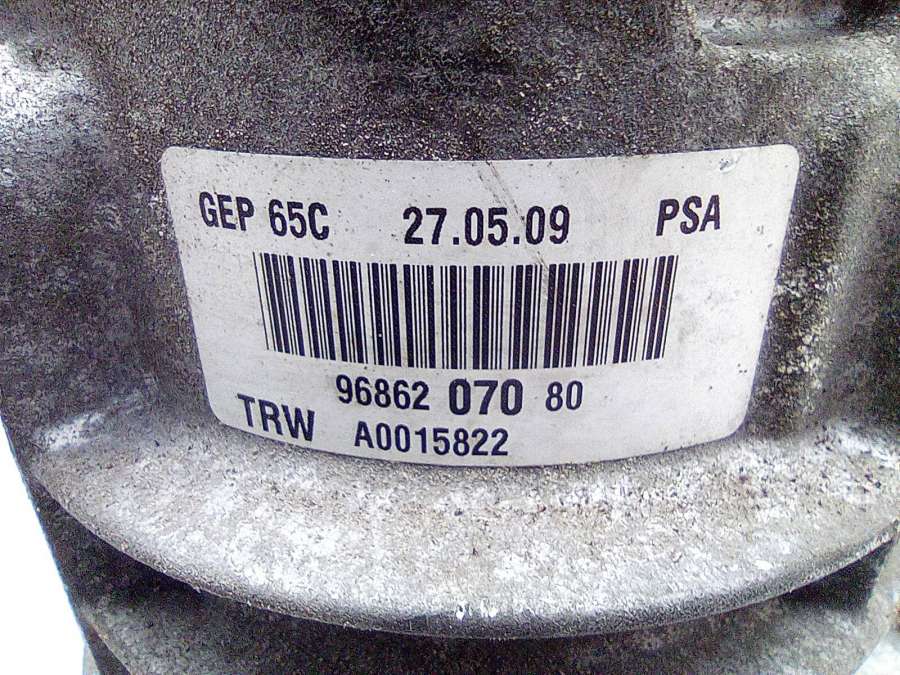 GEP 65C 27.05.09 PSA
96862 070 80
TRW A0015822